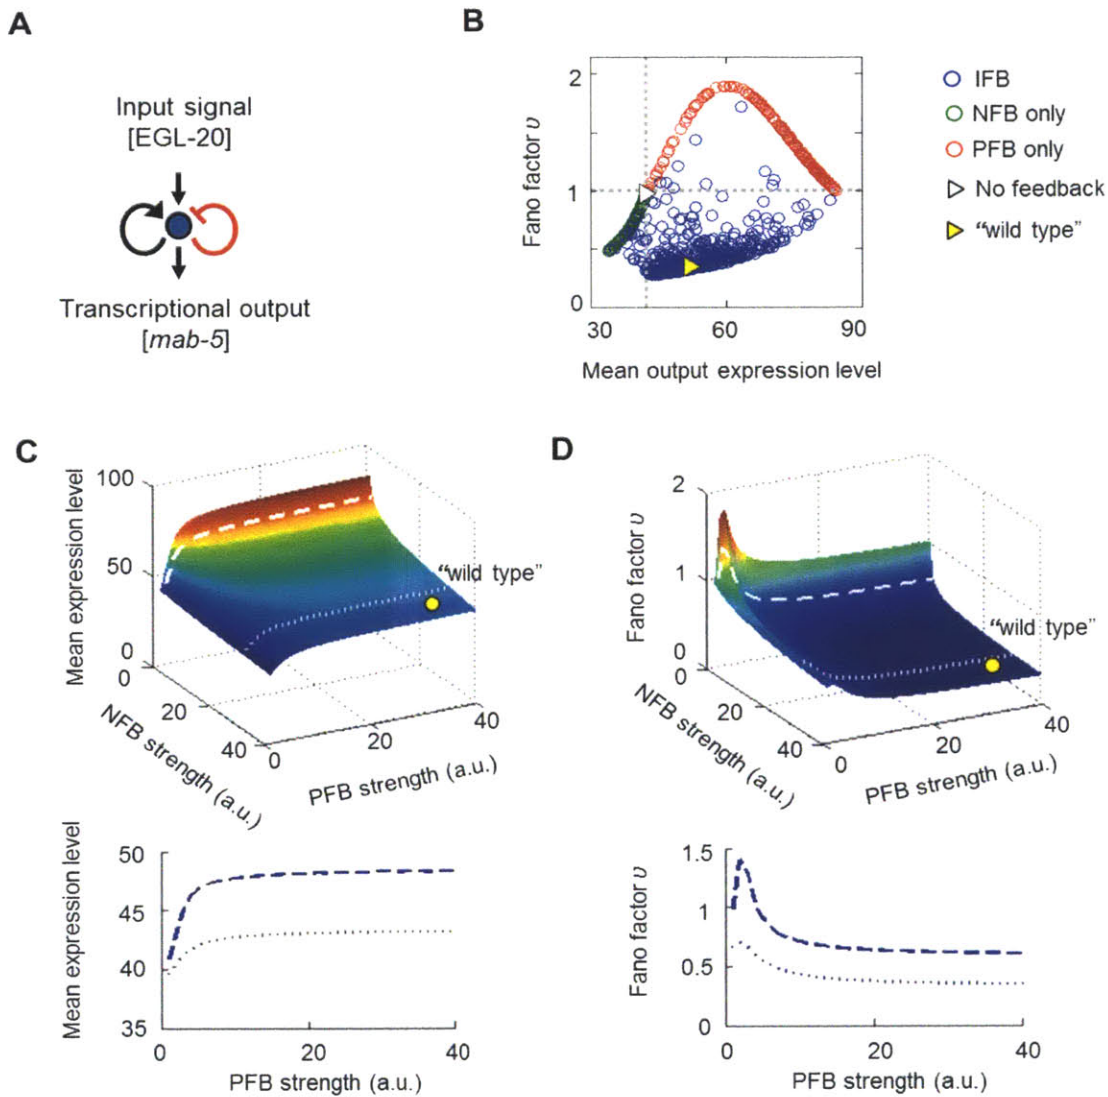 A
Input signal
[EGL-20]
Transcriptional output
[mab-5]
B
Fano factor υ
2
1
0
30
60
90
Mean output expression level
IFB
NFB only
PFB only
No feedback
“wild type”
C
Mean expression level
100
50
0
0
20
40
NFB strength (a.u.)
0
20
40
PFB strength (a.u.)
“wild type”
D
Fano factor υ
2
1
0
0
20
40
NFB strength (a.u.)
0
20
40
PFB strength (a.u.)
“wild type”
Mean expression level
50
45
40
35
0
20
40
PFB strength (a.u.)
Fano factor υ
1.5
1
0.5
0
0
20
40
PFB strength (a.u.)